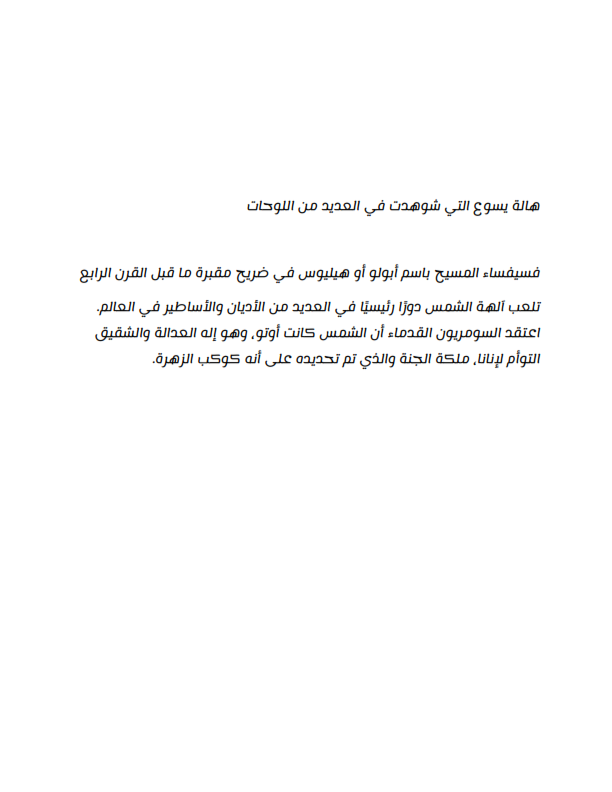 هالة يسوع التي شوهدت في العديد من اللوحات
فسيفساء المسيح باسم أبولو أو هيليوس في ضريح مقبرة ما قبل القرن الرابع
تلعب آلهة الشمس دورًا رئيسيًا في العديد من الأديان والأساطير في العالم.
اعتقد السومريون القدماء أن الشمس كانت أوتو، وهو إله العدالة والشقيق
التوأم لإنانا، ملكة الجنة والذي تم تحديده على أنه كوكب الزهرة.